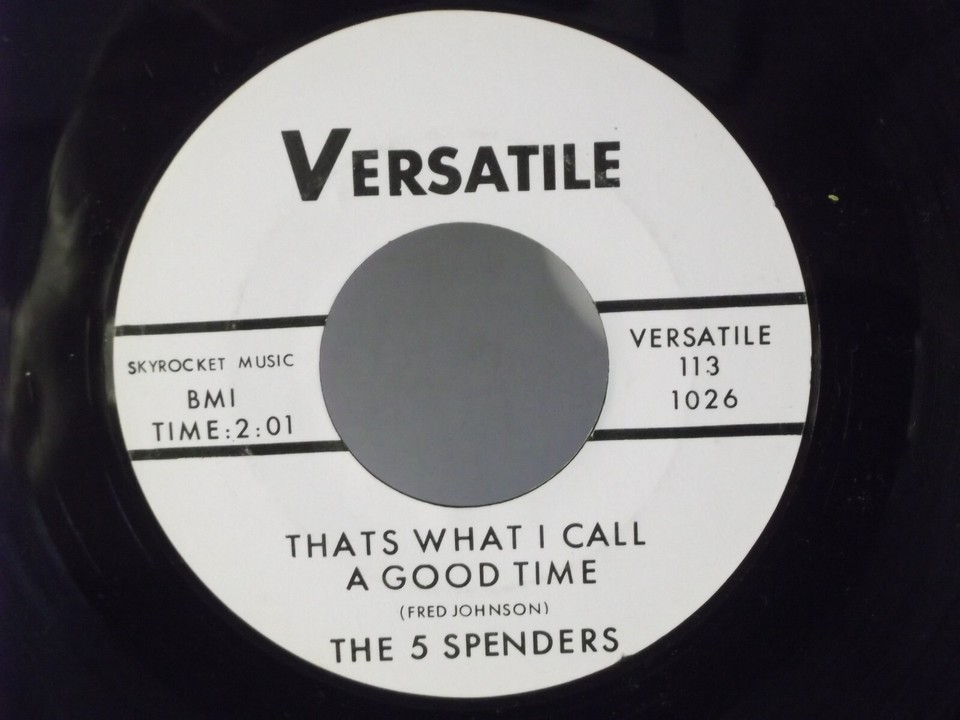 VERSATILE
SKYROCKET MUSIC
BMI
TIME:2:01
VERSATILE
113
1026
THATS WHAT I CALL
A GOOD TIME
(FRED JOHNSON)
THE 5 SPENDERS